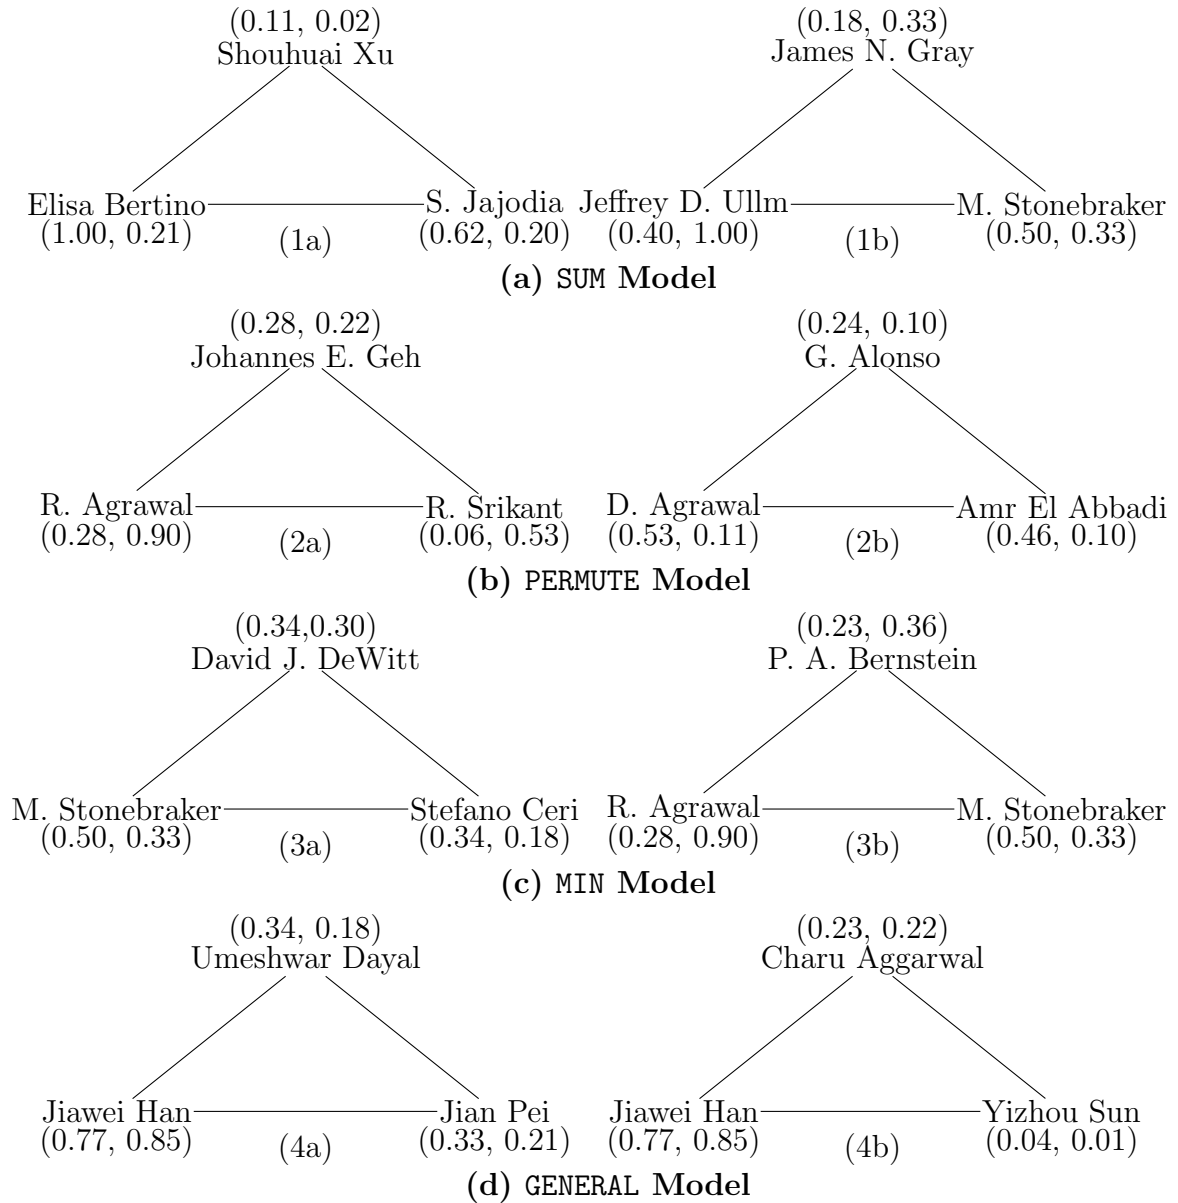 (0.11, 0.02) (0.18, 0.33)
Shouhuai Xu James N. Gray
Elisa Bertino S. Jajodia Jeffrey D. Ullm M. Stonebraker
(1.00, 0.21) (1a) (0.62, 0.20) (0.40, 1.00) (1b) (0.50, 0.33)
(a) SUM Model
(0.28, 0.22) (0.24, 0.10)
Johannes E. Geh G. Alonso
R. Agrawal R. Srikant D. Agrawal Amr El Abbadi
(0.28, 0.90) (2a) (0.06, 0.53) (0.53, 0.11) (2b) (0.46, 0.10)
(b) PERMUTE Model
(0.34,0.30) (0.23, 0.36)
David J. DeWitt P. A. Bernstein
M. Stonebraker Stefano Ceri R. Agrawal M. Stonebraker
(0.50, 0.33) (3a) (0.34, 0.18) (0.28, 0.90) (3b) (0.50, 0.33)
(c) MIN Model
(0.34, 0.18) (0.23, 0.22)
Umeshwar Dayal Charu Aggarwal
Jiawei Han Jian Pei Jiawei Han Yizhou Sun
(0.77, 0.85) (4a) (0.33, 0.21) (0.77, 0.85) (4b) (0.04, 0.01)
(d) GENERAL Model